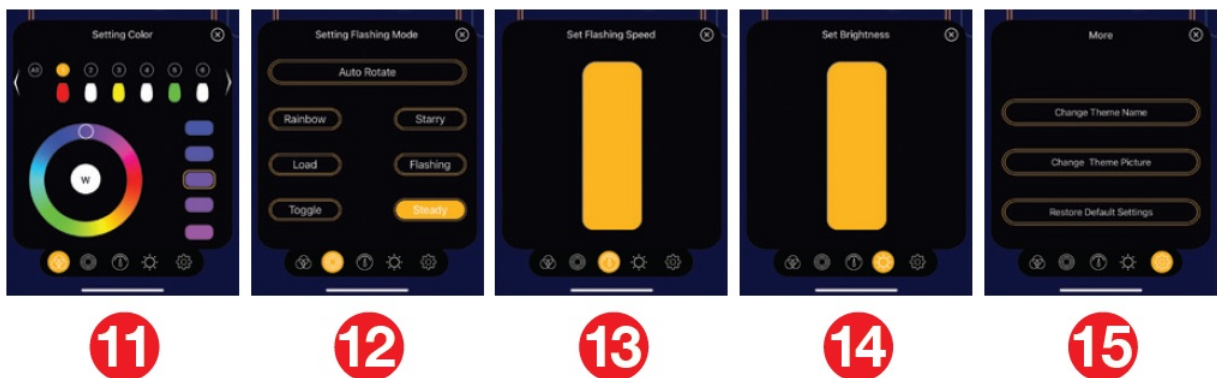 Setting Color
All 1 2 3 4 5 6
W
11
Setting Flashing Mode
Auto Rotate
Rainbow Starry
Load Flashing
Toggle Steady
12
Set Flashing Speed
13
Set Brightness
14
More
Change Theme Name
Change Theme Picture
Restore Default Settings
15